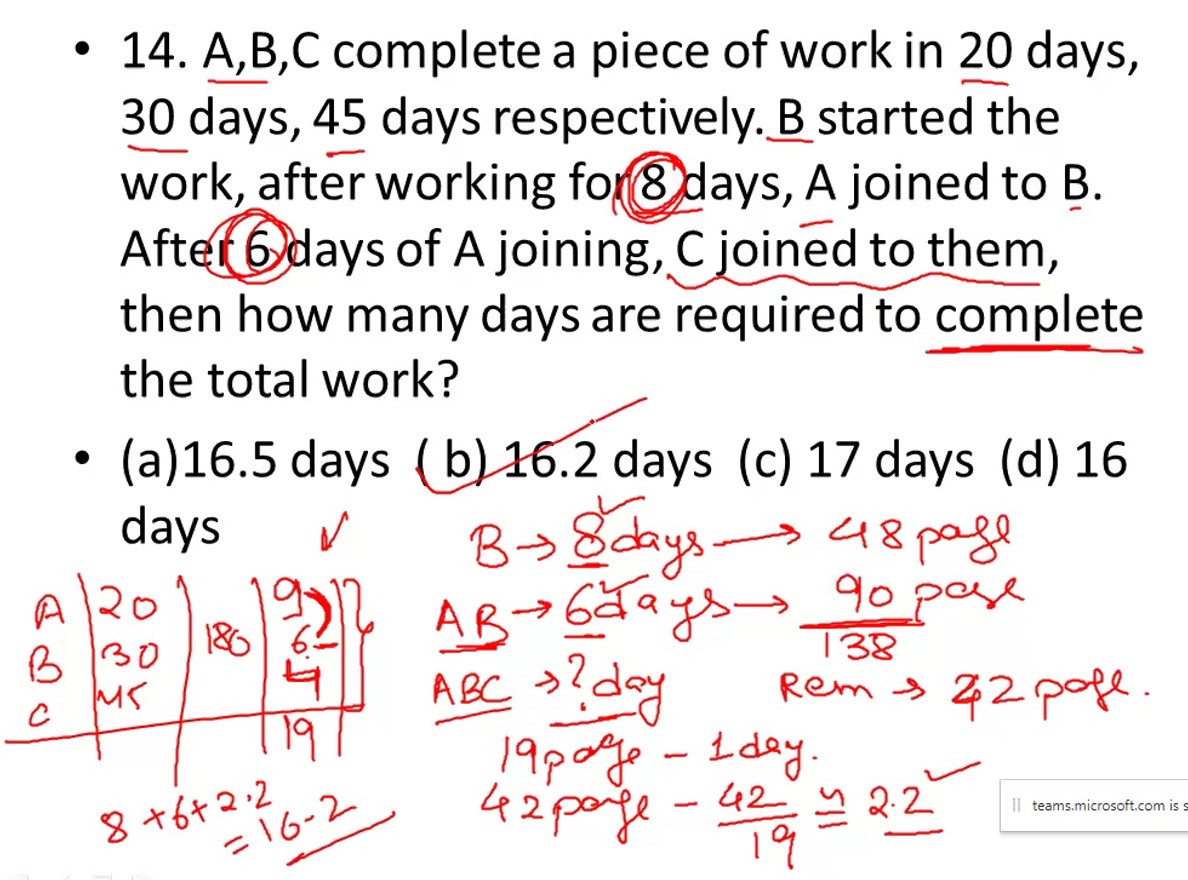 • 14. A,B,C complete a piece of work in 20 days,
30 days, 45 days respectively. B started the
work, after working for 8 days, A joined to B.
After 6 days of A joining, C joined to them,
then how many days are required to complete
the total work?
• (a)16.5 days ( b) 16.2 days (c) 17 days (d) 16
days
B → 8 days → 48 page
AB → 6 days → 90 page
138
ABC → ? day Rem → 42 page.
19 page - 1 day.
42 page - 42/19 ≈ 2.2
A 20 180 9
B 30 6
C 45 4
19
8+6+2.2
=16.2
teams.microsoft.com is s